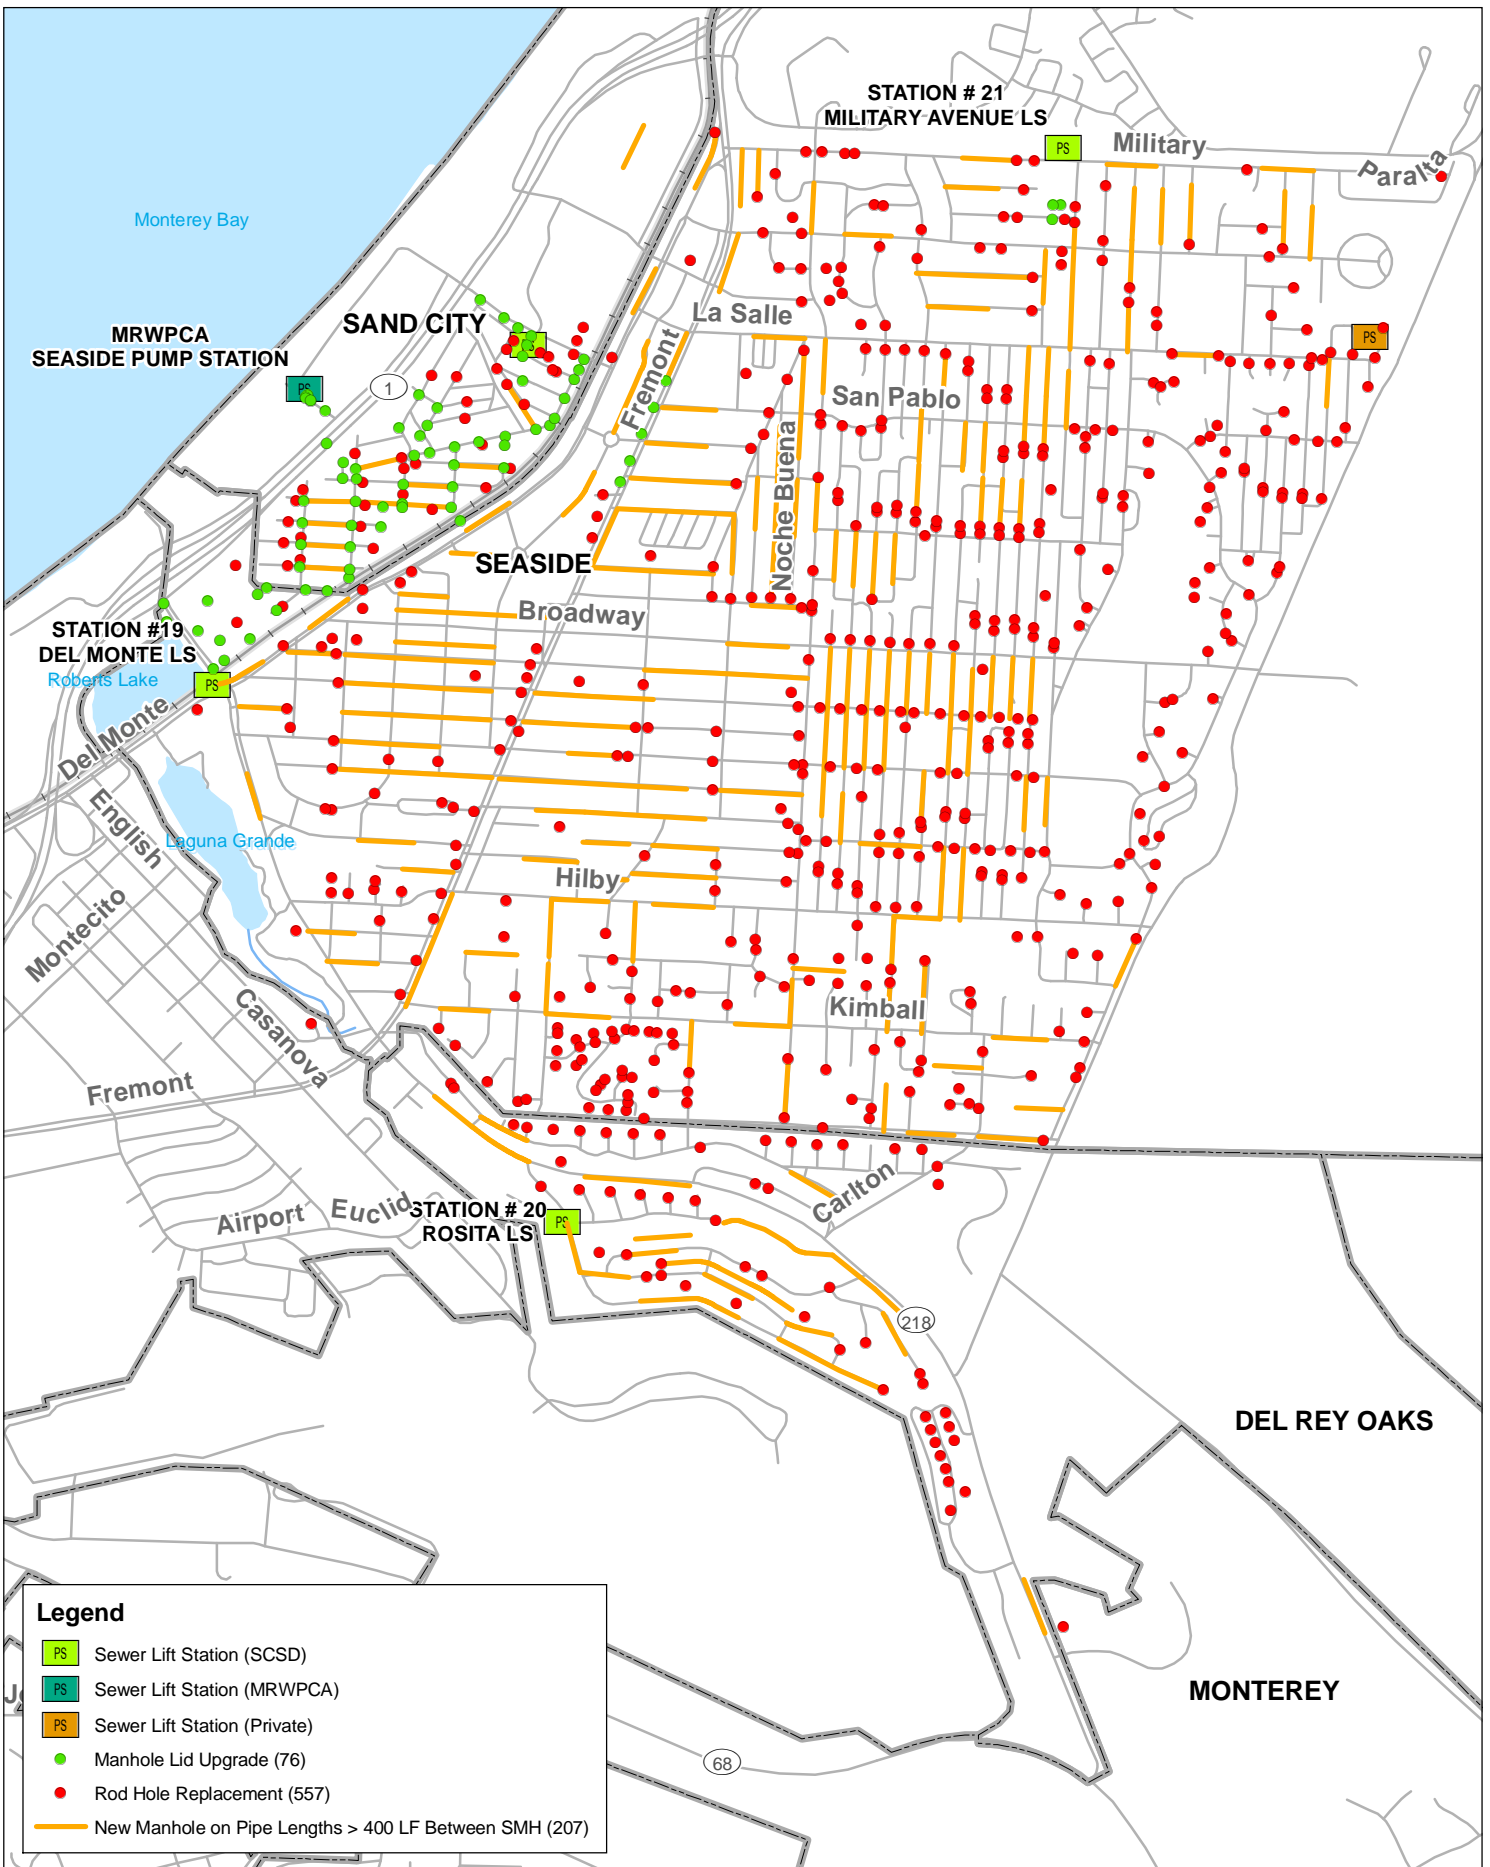 STATION # 21
MILITARY AVENUE LS
PS
Military
Paralta
Monterey Bay
La Salle
PS
SAND CITY
PS
MRWPCA
SEASIDE PUMP STATION
PS
1
Fremont
San Pablo
Noche Buena
SEASIDE
Broadway
STATION #19
DEL MONTE LS
Roberts Lake
PS
Del Monte
English
Laguna Grande
Hilby
Montecito
Casanova
Kimball
Fremont
Carlton
Airport
Euclid
STATION # 20
ROSITA LS
PS
218
DEL REY OAKS
MONTEREY
68
Legend
PS Sewer Lift Station (SCSD)
PS Sewer Lift Station (MRWPCA)
PS Sewer Lift Station (Private)
Manhole Lid Upgrade (76)
Rod Hole Replacement (557)
New Manhole on Pipe Lengths > 400 LF Between SMH (207)